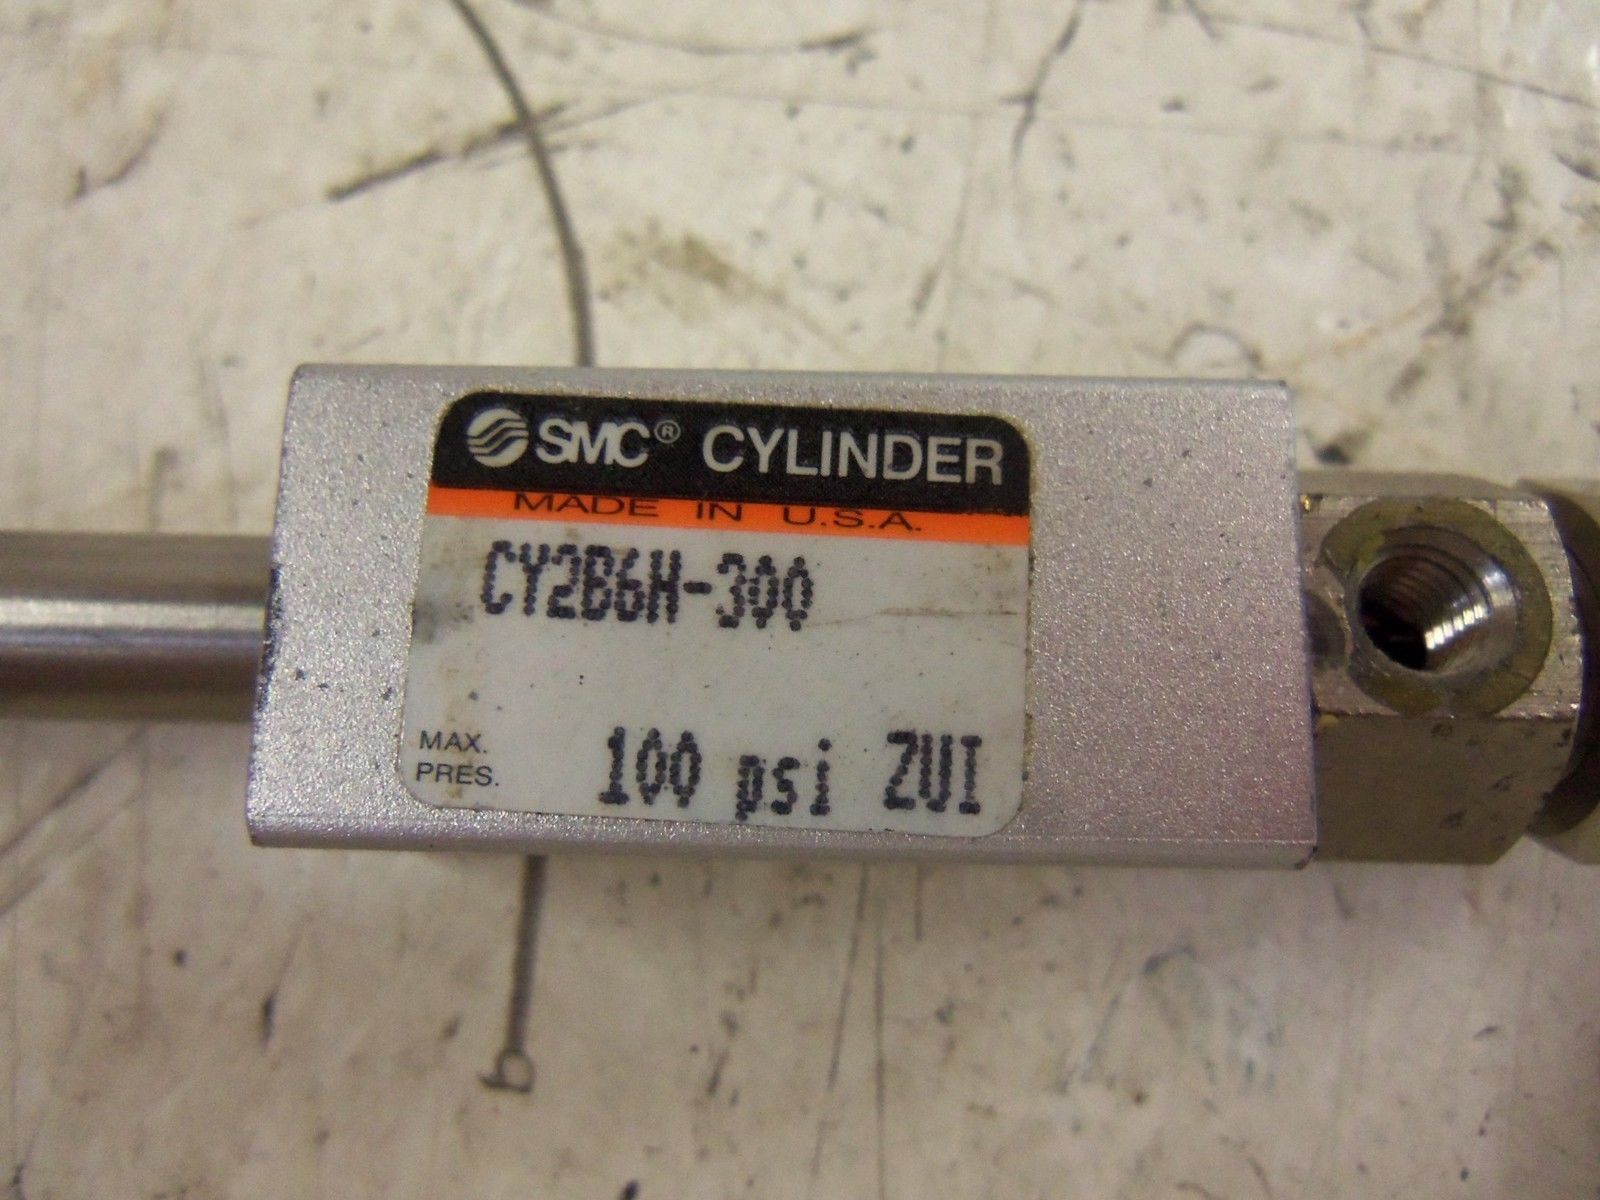 SMC® CYLINDER
MADE IN U.S.A.
CY2B6H-300
MAX. PRES. 100 psi ZUI